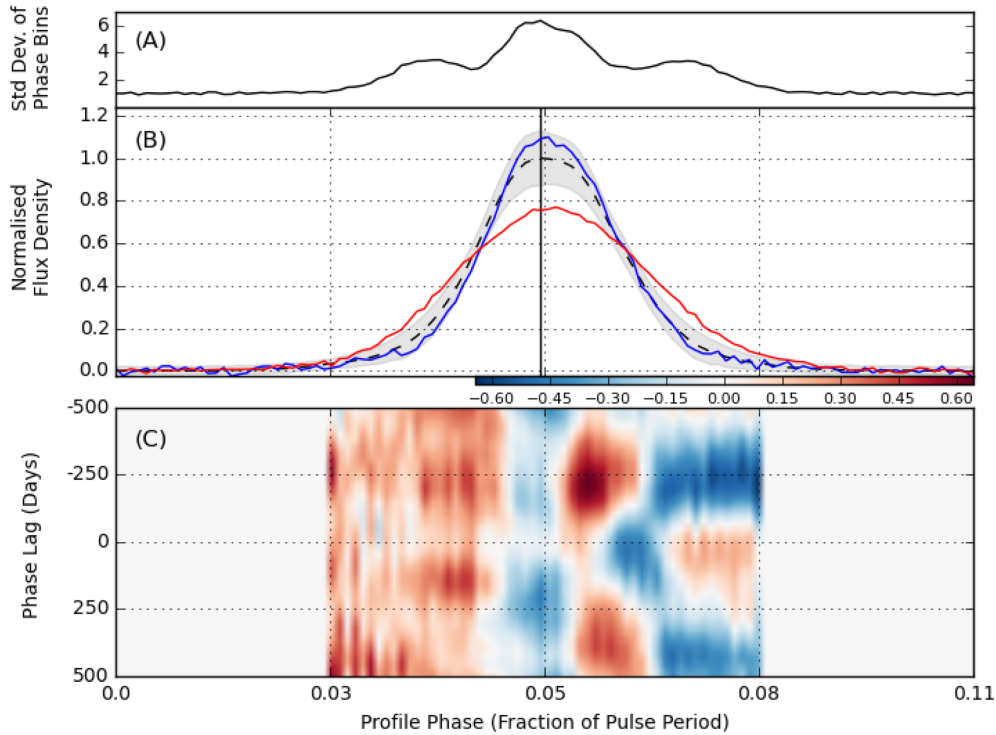 Std Dev. of
Phase Bins
6
4
2
(A)
Normalised
Flux Density
1.2
1.0
0.8
0.6
0.4
0.2
0.0
(B)
−0.60 −0.45 −0.30 −0.15 0.00 0.15 0.30 0.45 0.60
Phase Lag (Days)
-500
-250
0
250
500
(C)
0.0 0.03 0.05 0.08 0.11
Profile Phase (Fraction of Pulse Period)